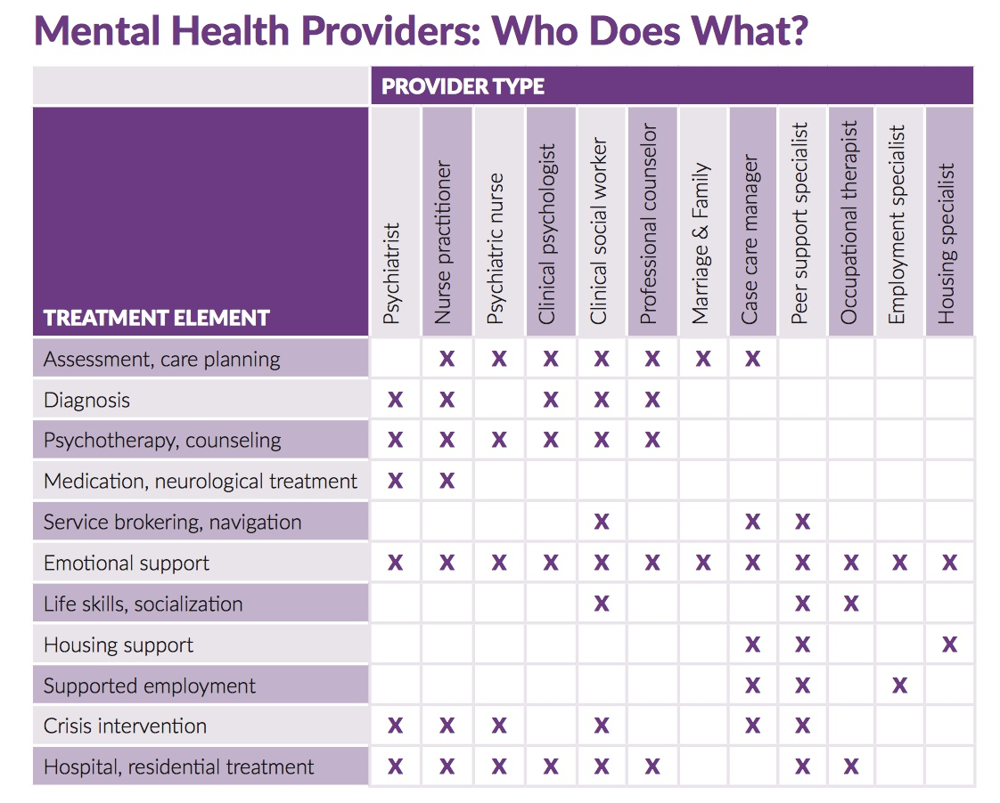 Mental Health Providers: Who Does What?
PROVIDER TYPE
TREATMENT ELEMENT
Psychiatrist
Nurse practitioner
Psychiatric nurse
Clinical psychologist
Clinical social worker
Professional counselor
Marriage & Family
Case care manager
Peer support specialist
Occupational therapist
Employment specialist
Housing specialist
Assessment, care planning X X X X X X X
Diagnosis X X X X X
Psychotherapy, counseling X X X X X X
Medication, neurological treatment X X
Service brokering, navigation X X X
Emotional support X X X X X X X X X X X X
Life skills, socialization X X X
Housing support X X X
Supported employment X X X
Crisis intervention X X X X X X
Hospital, residential treatment X X X X X X X X